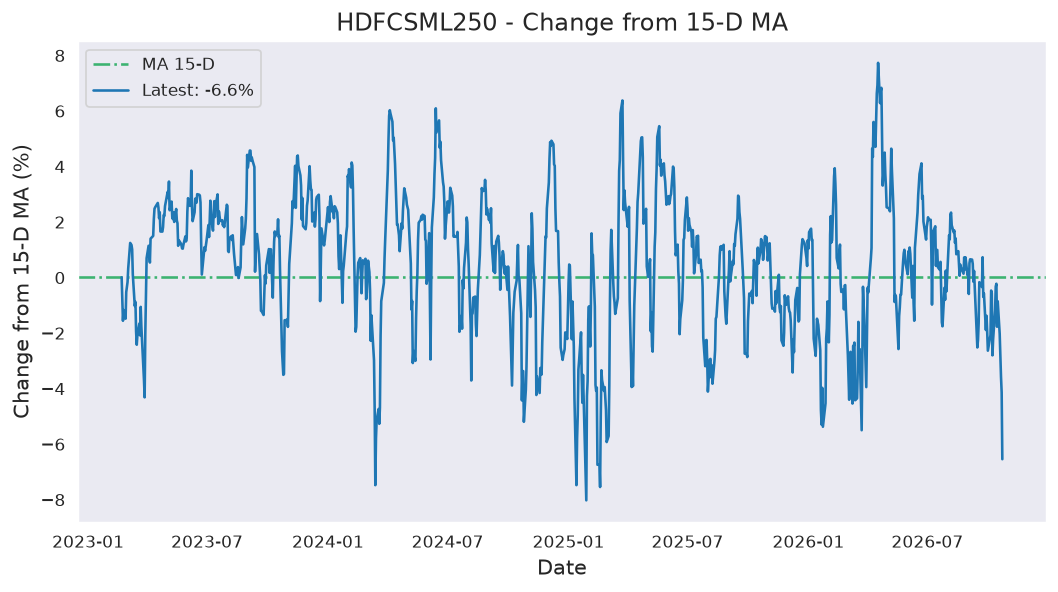 HDFCSML250 - Change from 15-D MA
MA 15-D
Latest: -6.6%
Change from 15-D MA (%)
8
6
4
2
0
−2
−4
−6
−8
2023-01 2023-07 2024-01 2024-07 2025-01 2025-07 2026-01 2026-07
Date